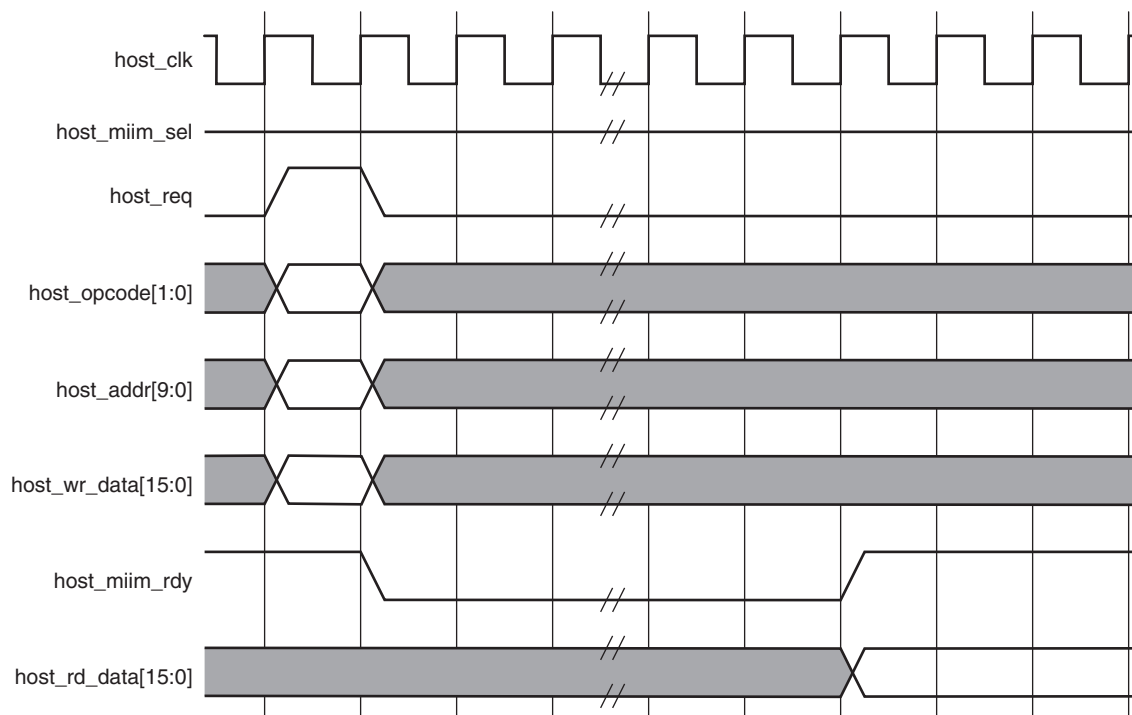 host_clk
host_miim_sel
host_req
host_opcode[1:0]
host_addr[9:0]
host_wr_data[15:0]
host_miim_rdy
host_rd_data[15:0]